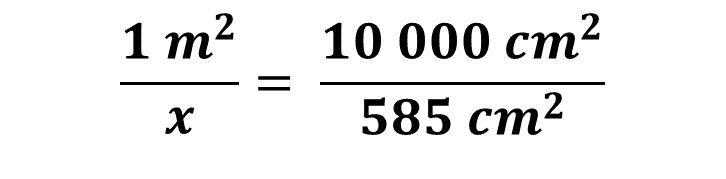 1 m² / x = 10 000 cm² / 585 cm²